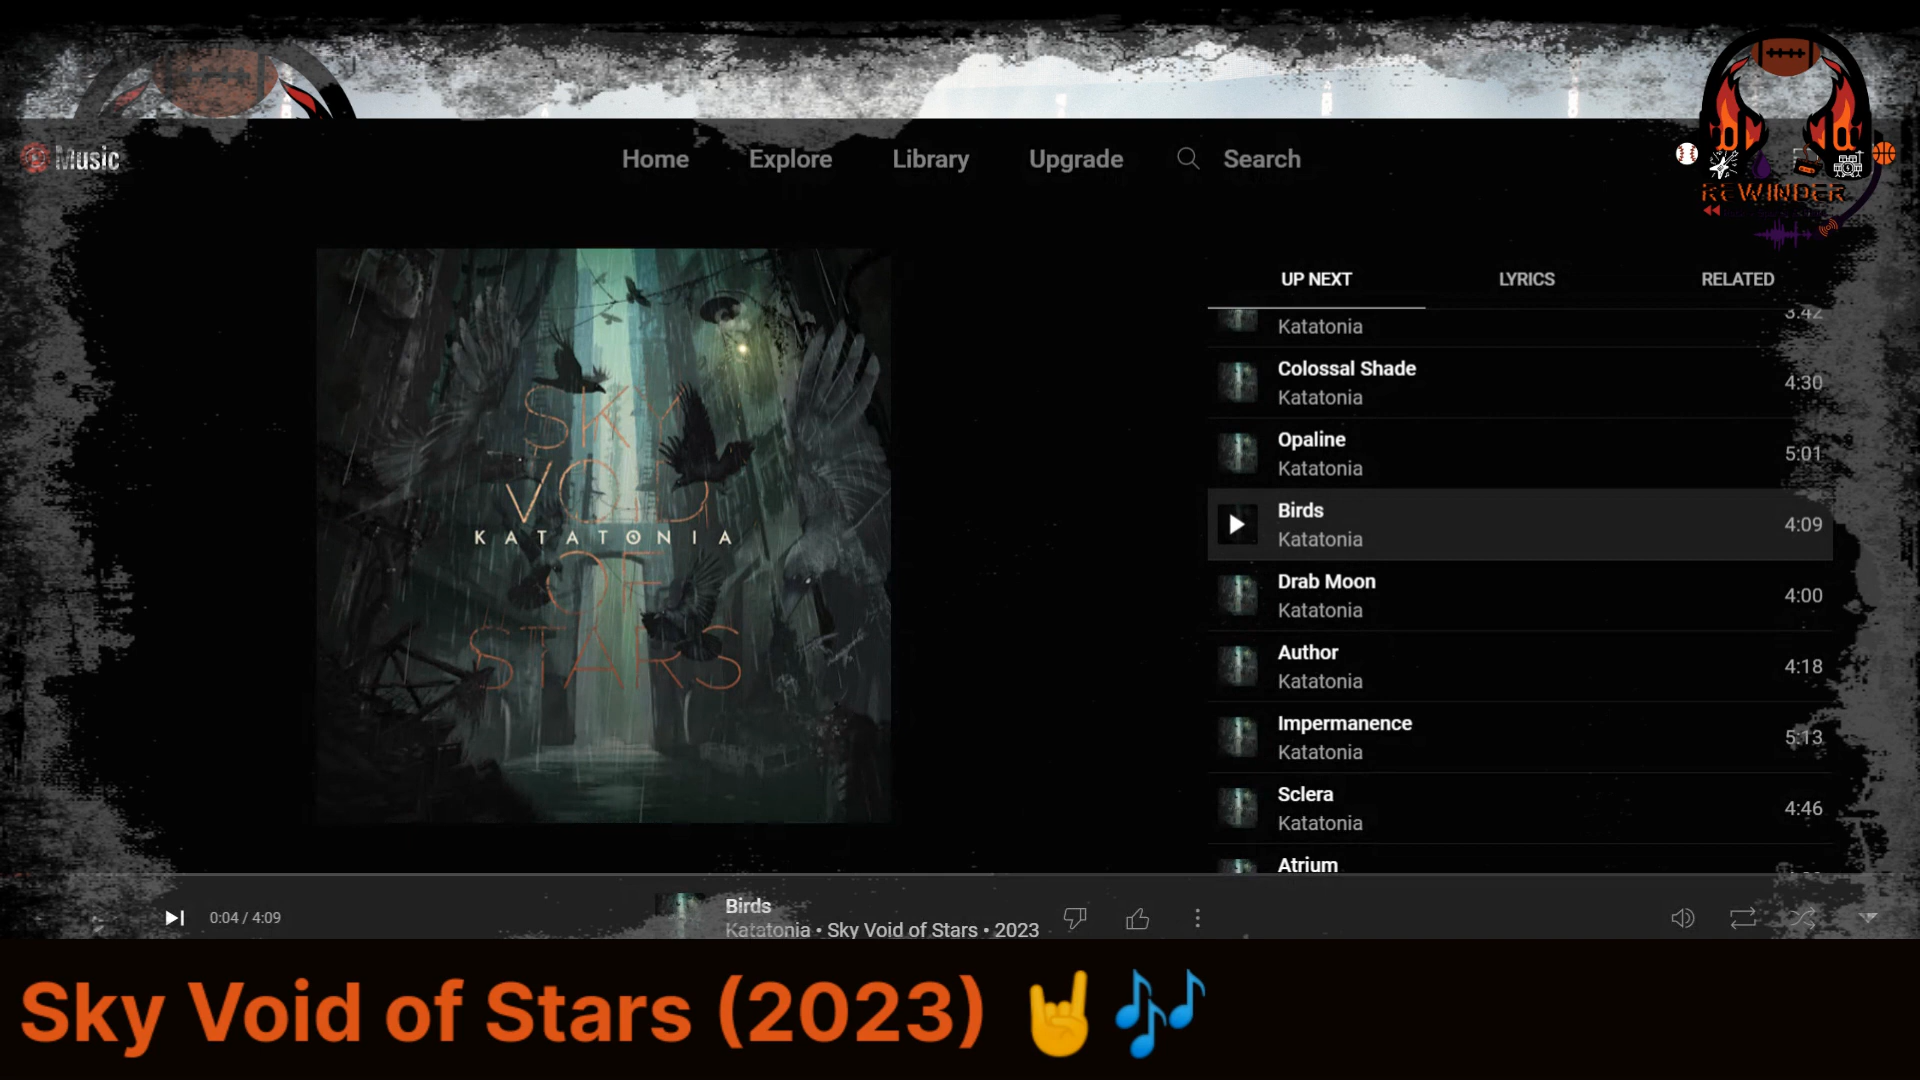 Music
Home Explore Library Upgrade Search
REWINDER
UP NEXT LYRICS RELATED
3:42
Katatonia
Colossal Shade
4:30
Katatonia
Opaline
5:01
Katatonia
Birds
4:09
Katatonia
Drab Moon
4:00
Katatonia
Author
4:18
Katatonia
Impermanence
5:13
Katatonia
Sclera
4:46
Katatonia
Atrium
SKY
VOID
KATATONIA
OF
STARS
0:04 / 4:09
Birds
Katatonia • Sky Void of Stars • 2023
Sky Void of Stars (2023) 🤘🎶